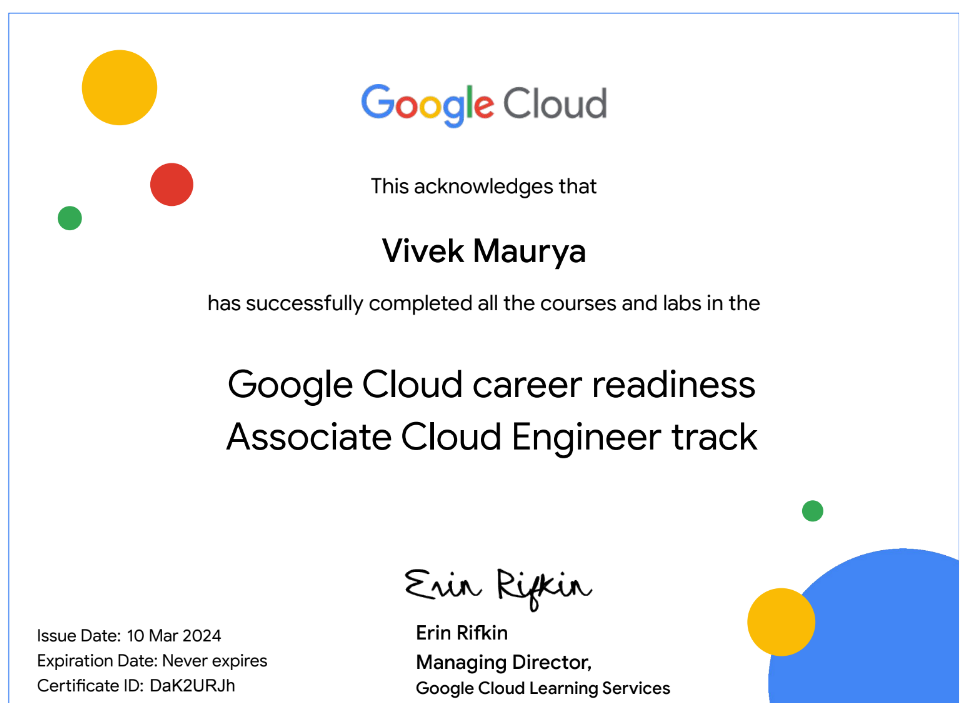 Google Cloud
This acknowledges that
Vivek Maurya
has successfully completed all the courses and labs in the
Google Cloud career readiness
Associate Cloud Engineer track
Erin Rifkin
Issue Date: 10 Mar 2024
Expiration Date: Never expires
Certificate ID: DaK2URJh
Erin Rifkin
Managing Director,
Google Cloud Learning Services